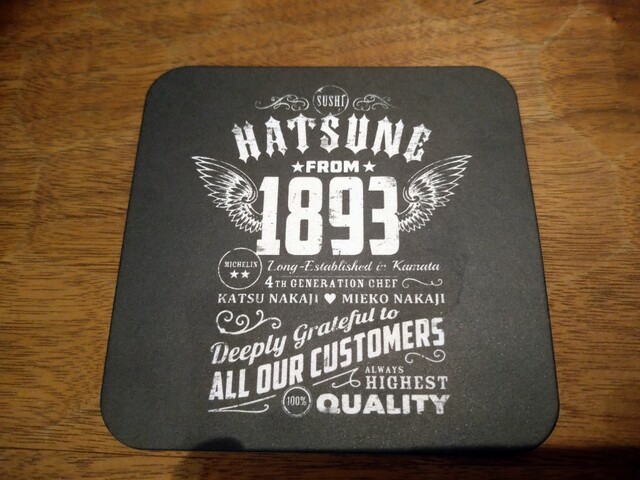 SUSHI
HATSUNE
★FROM★
1893
MICHELIN
★★
Long-Established in Kamata
4TH GENERATION CHEF
KATSU NAKAJI ♥ MIEKO NAKAJI
Deeply Grateful to
ALL OUR CUSTOMERS
ALWAYS
HIGHEST
100% QUALITY